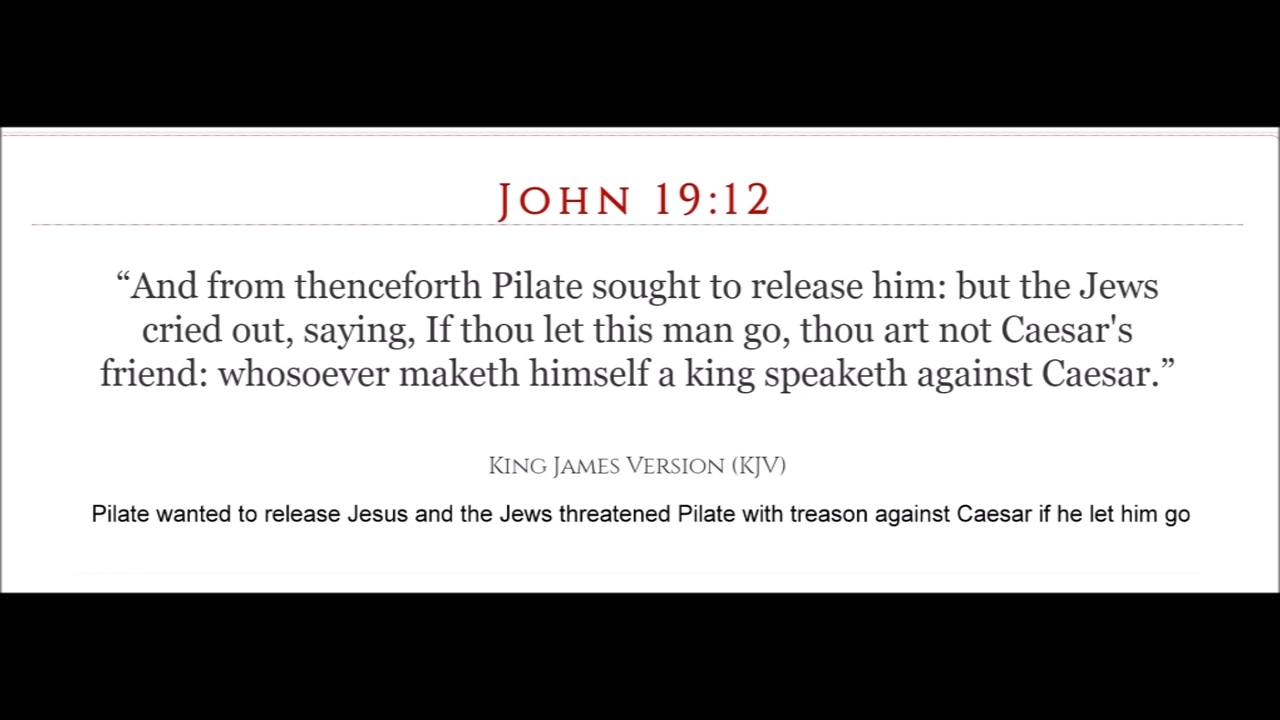 John 19:12
“And from thenceforth Pilate sought to release him: but the Jews
cried out, saying, If thou let this man go, thou art not Caesar's
friend: whosoever maketh himself a king speaketh against Caesar.”
King James Version (KJV)
Pilate wanted to release Jesus and the Jews threatened Pilate with treason against Caesar if he let him go